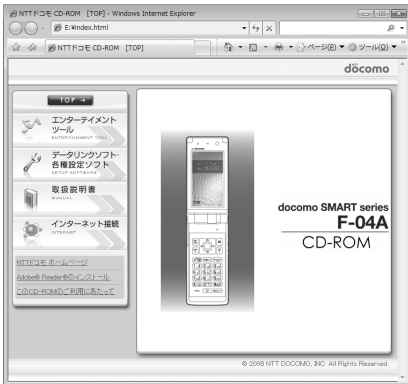 NTTドコモ CD-ROM [TOP] - Windows Internet Explorer
E:¥index.html
NTTドコモ CD-ROM [TOP]
ページ(P)
ツール(O)
döcomo
TOP →
エンターテイメント
ツール
ENTERTAINMENT TOOL
データリンクソフト・
各種設定ソフト
SETUP SOFTWARE
取扱説明書
MANUAL
インターネット接続
INTERNET
docomo SMART series
F-04A
CD-ROM
NTTドコモ ホームページ
Adobe® Reader®のインストール
このCD-ROMのご利用にあたって
© 2008 NTT DOCOMO, INC. All Rights Reserved.